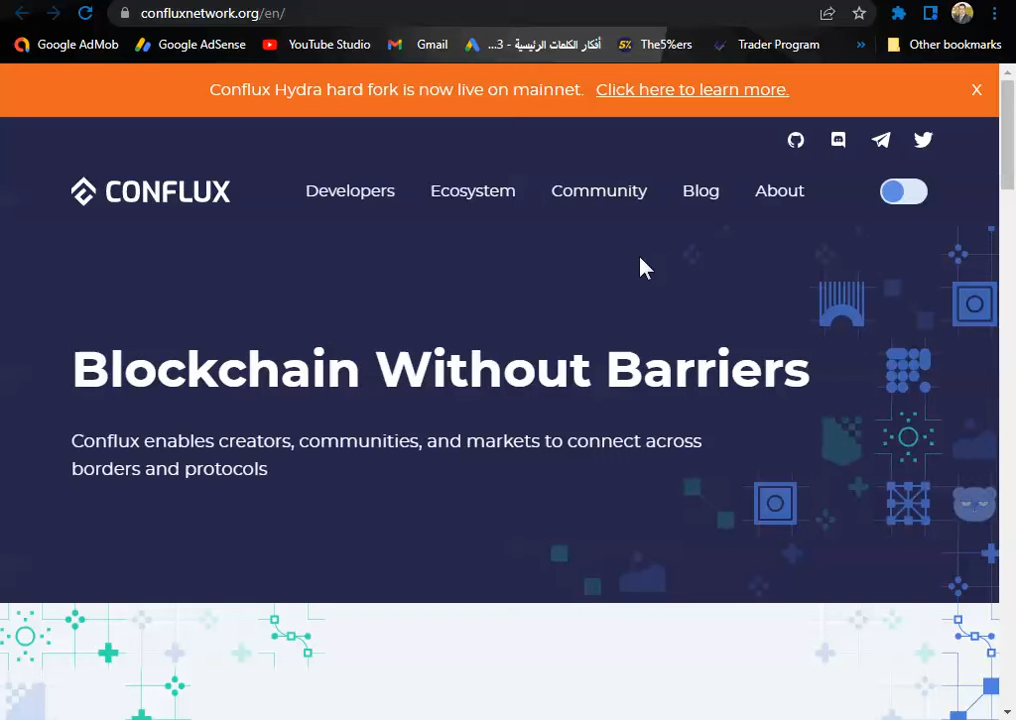 confluxnetwork.org/en/
Google AdMob Google AdSense YouTube Studio Gmail أفكار الكلمات الرئيسية - 3... The5%ers Trader Program » Other bookmarks
Conflux Hydra hard fork is now live on mainnet. Click here to learn more. X
CONFLUX Developers Ecosystem Community Blog About
Blockchain Without Barriers
Conflux enables creators, communities, and markets to connect across
borders and protocols